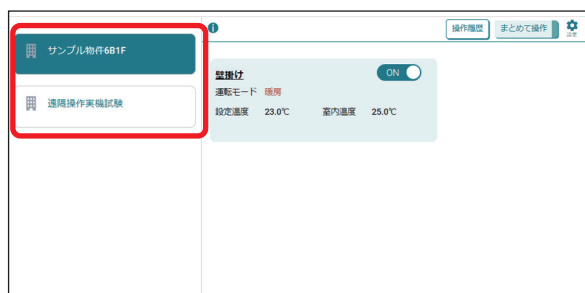 サンプル物件6B1F
遠隔操作実機試験
操作履歴
まとめて操作
設定
壁掛け
ON
運転モード 暖房
設定温度 23.0℃ 室内温度 25.0℃